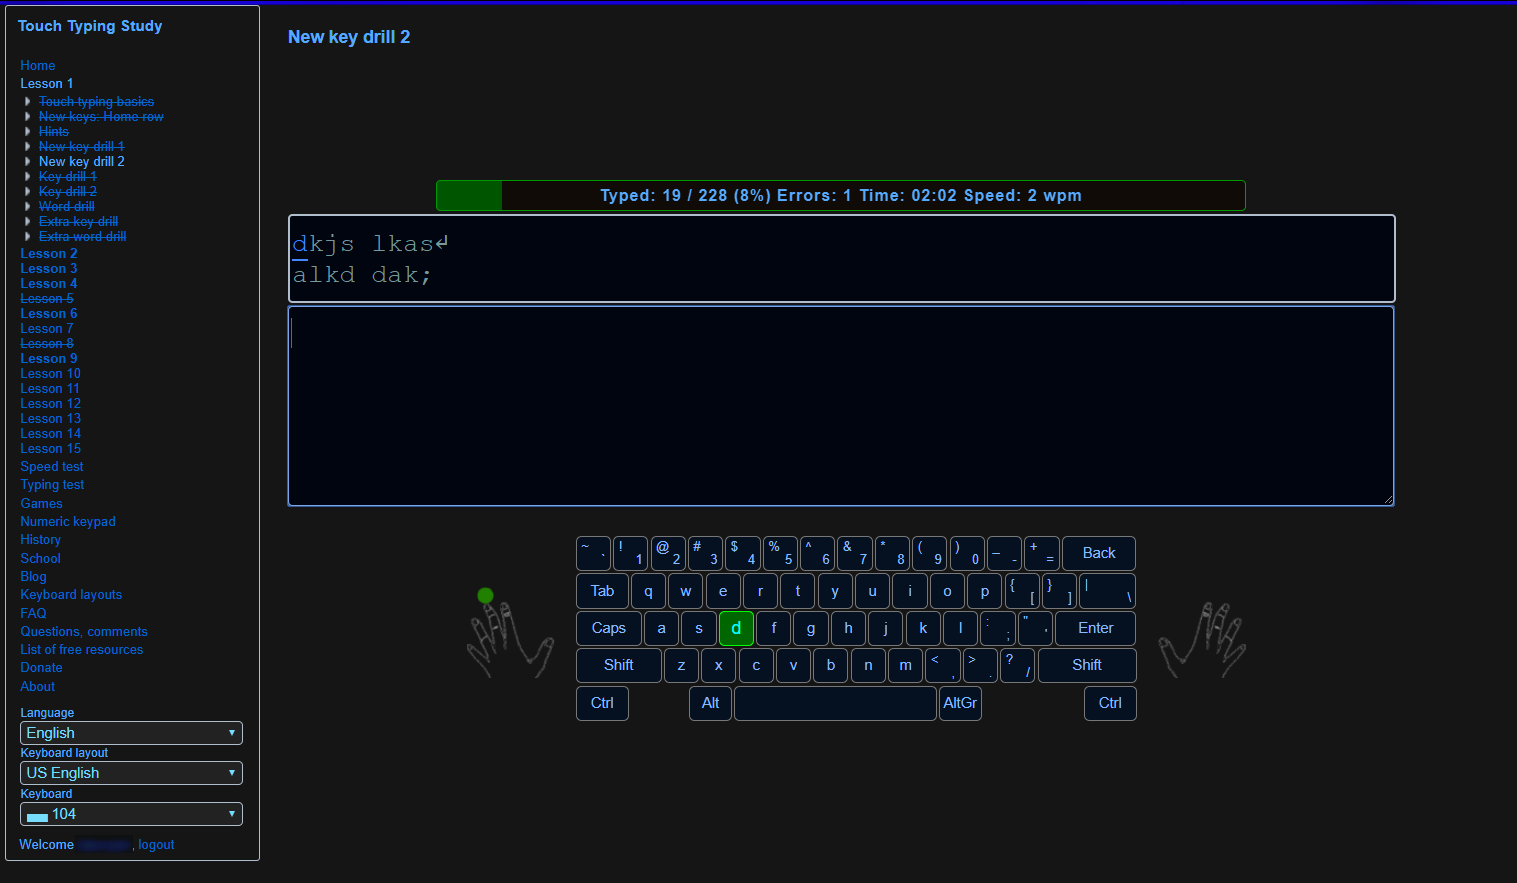 Touch Typing Study
Home
Lesson 1
Touch typing basics
New keys: Home row
Hints
New key drill 1
New key drill 2
Key drill 1
Key drill 2
Word drill
Extra key drill
Extra word drill
Lesson 2
Lesson 3
Lesson 4
Lesson 5
Lesson 6
Lesson 7
Lesson 8
Lesson 9
Lesson 10
Lesson 11
Lesson 12
Lesson 13
Lesson 14
Lesson 15
Speed test
Typing test
Games
Numeric keypad
History
School
Blog
Keyboard layouts
FAQ
Questions, comments
List of free resources
Donate
About
Language
English
Keyboard layout
US English
Keyboard
104
Welcome , logout
New key drill 2
Typed: 19 / 228 (8%) Errors: 1 Time: 02:02 Speed: 2 wpm
dkjs lkas↲
alkd dak;
~ ` ! 1 @ 2 # 3 $ 4 % 5 ^ 6 & 7 * 8 ( 9 ) 0 _ - + = Back
Tab q w e r t y u i o p { [ } ] | \
Caps a s d f g h j k l : ; " ' Enter
Shift z x c v b n m < , > . ? / Shift
Ctrl Alt AltGr Ctrl